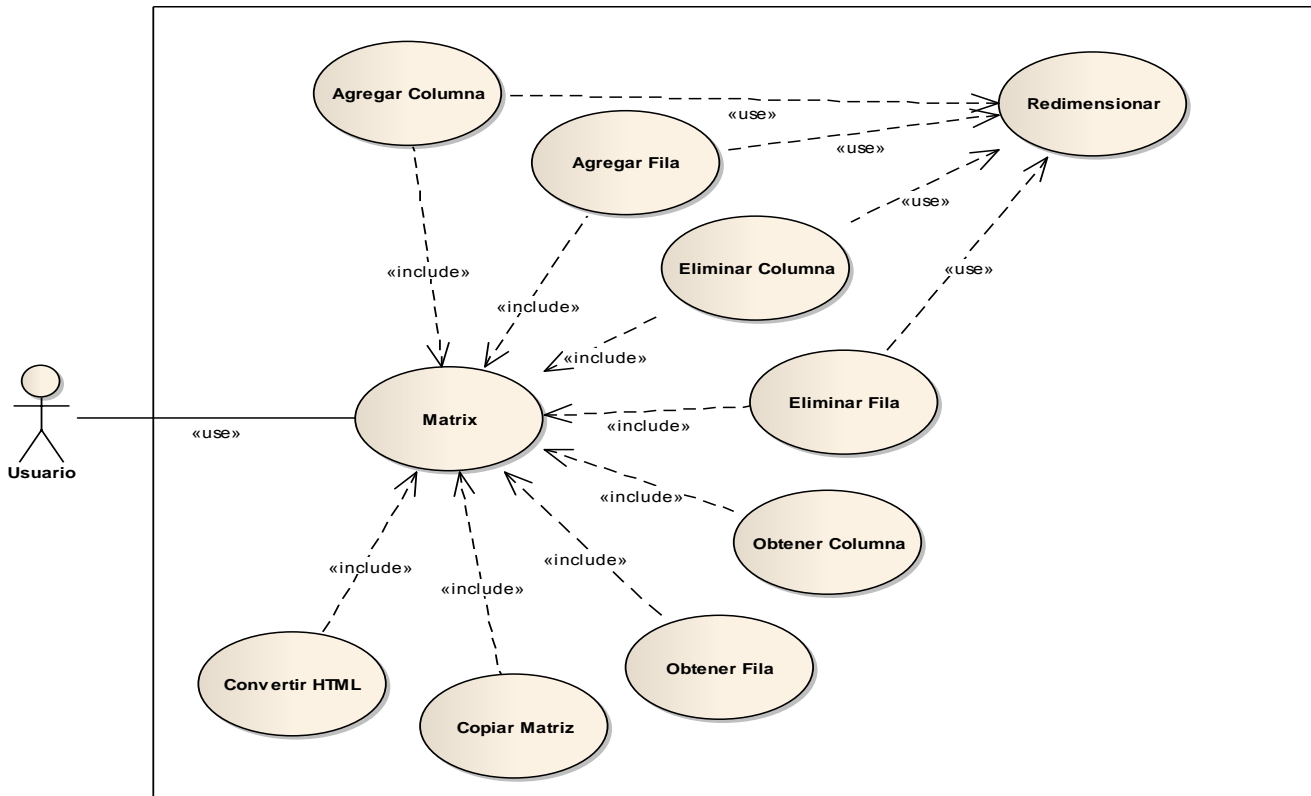 Agregar Columna
Redimensionar
«use»
Agregar Fila
«use»
«use»
Eliminar Columna
«include»
«use»
«include»
«include»
Eliminar Fila
Matrix
«include»
«use»
Usuario
«include»
Obtener Columna
«include»
«include»
«include»
Obtener Fila
Convertir HTML
Copiar Matriz